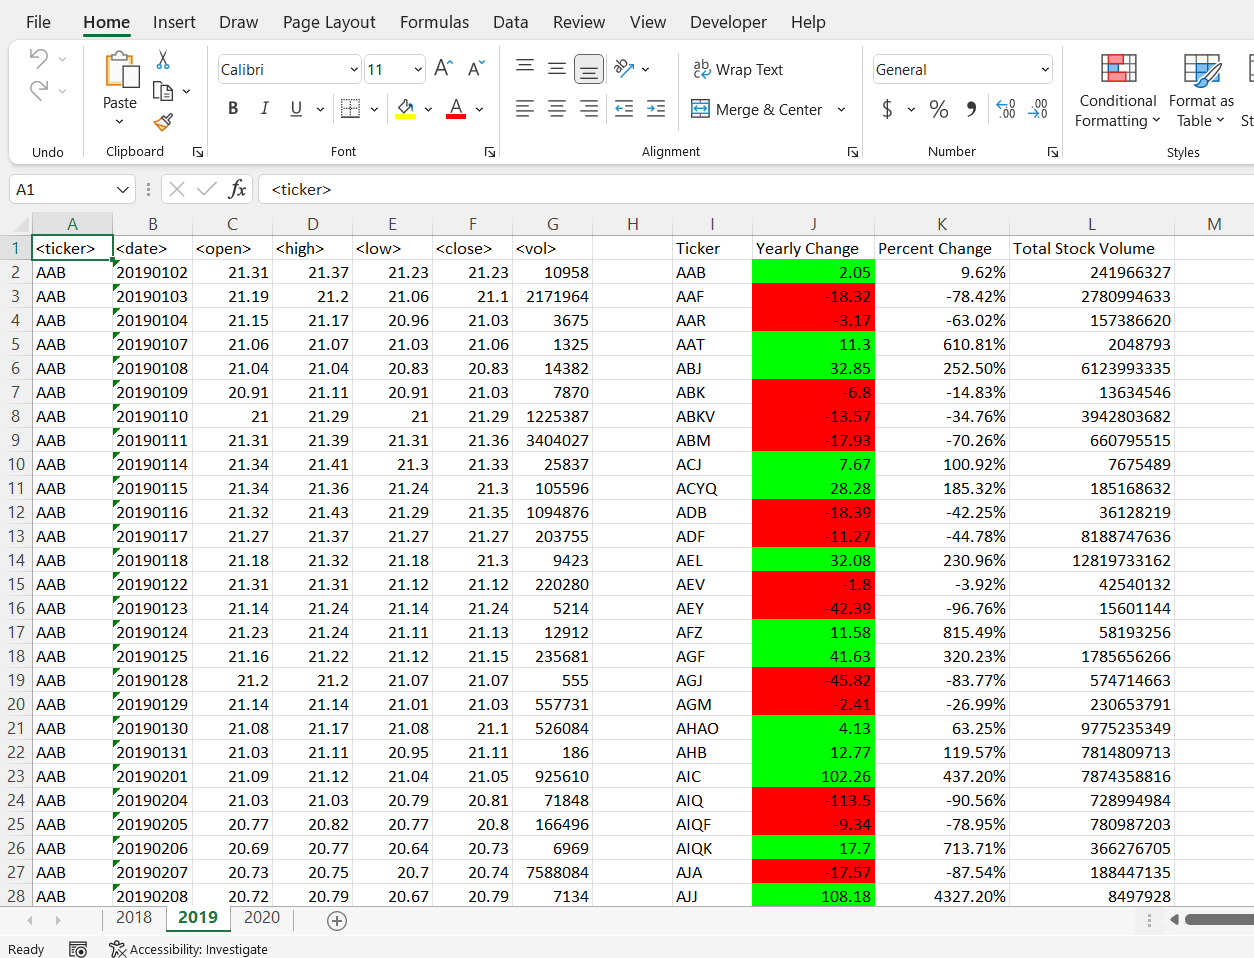 File Home Insert Draw Page Layout Formulas Data Review View Developer Help
Paste
Calibri 11
B I U A
ab Wrap Text
Merge & Center
General
$ % 9 .00
Conditional Formatting
Format as Table
Undo Clipboard Font Alignment Number Styles
A1 fx <ticker>
A B C D E F G H I J K L M
1 <ticker> <date> <open> <high> <low> <close> <vol> Ticker Yearly Change Percent Change Total Stock Volume
2 AAB 20190102 21.31 21.37 21.23 21.23 10958 AAB 2.05 9.62% 241966327
3 AAB 20190103 21.19 21.2 21.06 21.1 2171964 AAF -18.32 -78.42% 2780994633
4 AAB 20190104 21.15 21.17 20.96 21.03 3675 AAR -3.17 -63.02% 157386620
5 AAB 20190107 21.06 21.07 21.03 21.06 1325 AAT 11.3 610.81% 2048793
6 AAB 20190108 21.04 21.04 20.83 20.83 14382 ABJ 32.85 252.50% 6123993335
7 AAB 20190109 20.91 21.11 20.91 21.11 7870 ABK -6.8 -14.83% 13634546
8 AAB 20190110 21 21.29 21 21.29 1225387 ABKV -13.57 -34.76% 3942803682
9 AAB 20190111 21.31 21.39 21.31 21.36 3404027 ABM -17.93 -70.26% 660795515
10 AAB 20190114 21.34 21.41 21.3 21.33 25837 ACJ 7.67 100.92% 7675489
11 AAB 20190115 21.34 21.36 21.24 21.3 105596 ACYQ 28.28 185.32% 185168632
12 AAB 20190116 21.32 21.43 21.29 21.35 1094876 ADB -18.39 -42.25% 36128219
13 AAB 20190117 21.27 21.37 21.27 21.27 203755 ADF -11.27 -44.78% 8188747636
14 AAB 20190118 21.18 21.32 21.18 21.3 9423 AEL 32.08 230.96% 12819733162
15 AAB 20190122 21.31 21.31 21.12 21.12 220280 AEV -1.8 -3.92% 42540132
16 AAB 20190123 21.14 21.24 21.14 21.24 5214 AEY -42.39 -96.76% 15601144
17 AAB 20190124 21.23 21.24 21.11 21.13 12912 AFZ 11.58 815.49% 58193256
18 AAB 20190125 21.16 21.22 21.12 21.15 235681 AGF 41.63 320.23% 1785656266
19 AAB 20190128 21.2 21.2 21.07 21.07 555 AGJ -45.82 -83.77% 574714663
20 AAB 20190129 21.14 21.14 21.01 21.03 557731 AGM -2.41 -26.99% 230653791
21 AAB 20190130 21.08 21.17 21.08 21.1 526084 AHAO 4.13 63.25% 9775235349
22 AAB 20190131 21.03 21.11 20.95 21.11 186 AHB 12.77 119.57% 7814809713
23 AAB 20190201 21.09 21.12 21.04 21.05 925610 AIC 102.26 437.20% 7874358816
24 AAB 20190204 21.03 21.03 20.79 20.81 71848 AIQ -113.5 -90.56% 728994984
25 AAB 20190205 20.77 20.82 20.77 20.8 166496 AIQF -9.34 -78.95% 780987203
26 AAB 20190206 20.69 20.77 20.64 20.73 6969 AIQK 17.7 713.71% 366276705
27 AAB 20190207 20.73 20.75 20.7 20.74 7588084 AJA -17.57 -87.54% 188447135
28 AAB 20190208 20.72 20.79 20.67 20.79 7134 AJJ 108.18 4327.20% 8497928
2018 2019 2020
Ready Accessibility: Investigate